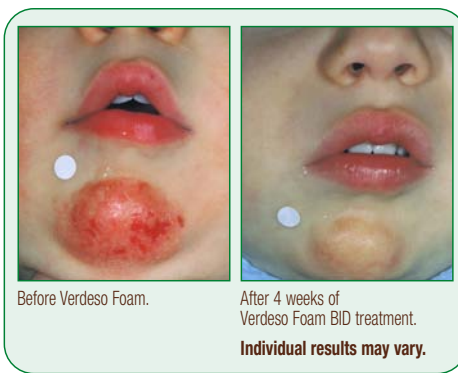 Before Verdeso Foam.
After 4 weeks of
Verdeso Foam BID treatment.
Individual results may vary.